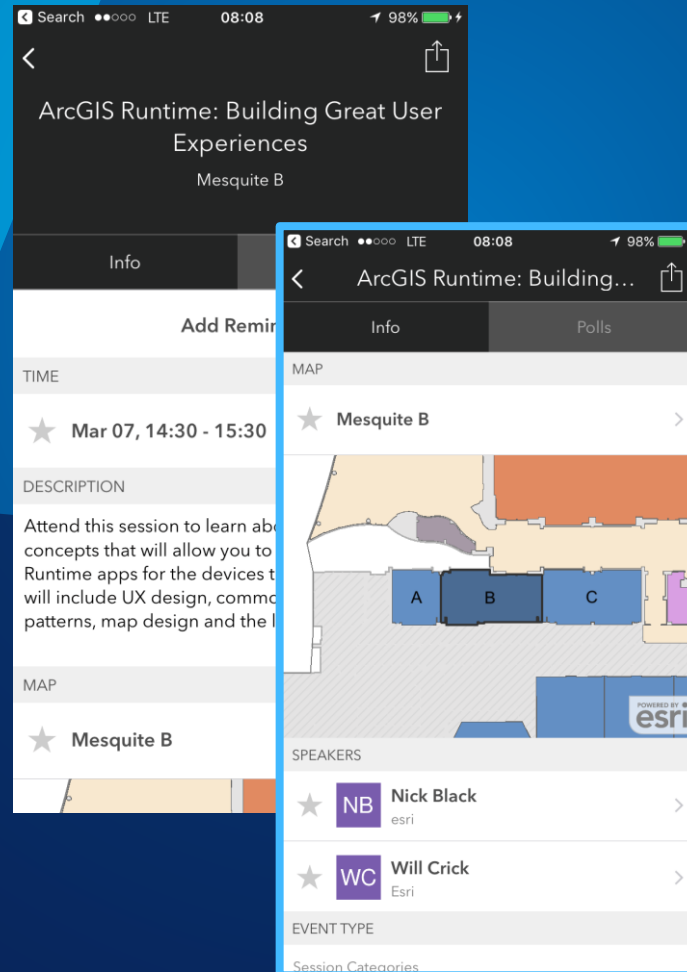 Search LTE 08:08 98%
ArcGIS Runtime: Building Great User
Experiences
Mesquite B
Info
TIME
Mar 07, 14:30 - 15:30
DESCRIPTION
Attend this session to learn
concepts that will allow you to
Runtime apps for the devices
will include UX design,
patterns, map design and the
MAP
Mesquite B
Search LTE 08:08 98%
ArcGIS Runtime: Building...
Info Polls
MAP
Mesquite B
A B C
POWERED BY
esri
SPEAKERS
NB Nick Black
esri
WC Will Crick
Esri
EVENT TYPE
Session Categories
Add